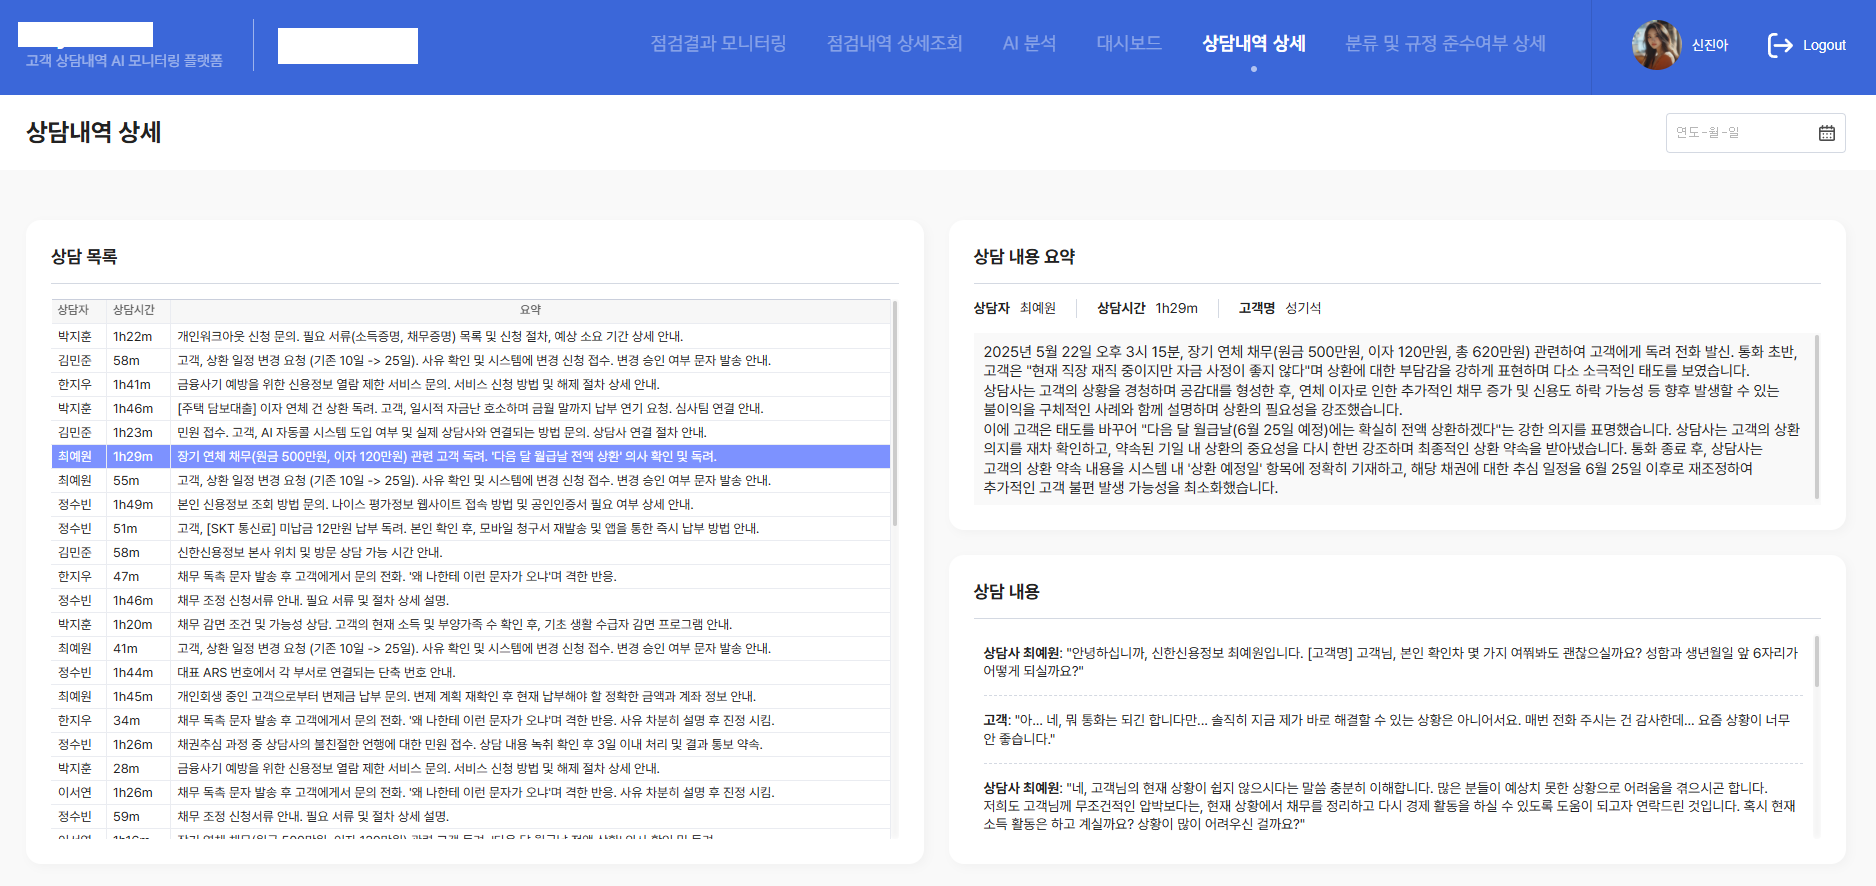 고객 상담내역 AI 모니터링 플랫폼
점검결과 모니터링 점검내역 상세조회 AI 분석 대시보드 상담내역 상세 분류 및 규정 준수여부 상세
신진아 Logout
상담내역 상세
연도-월-일
상담 목록
상담자 상담시간 요약
박지훈 1h22m 개인워크아웃 신청 문의. 필요 서류(소득증명, 채무증명) 목록 및 신청 절차, 예상 소요 기간 상세 안내.
김민준 58m 고객, 상환 일정 변경 요청 (기존 10일 -> 25일). 사유 확인 및 시스템에 변경 신청 접수. 변경 승인 여부 문자 발송 안내.
한지우 1h41m 금융사기 예방을 위한 신용정보 열람 제한 서비스 문의. 서비스 신청 방법 및 해제 절차 상세 안내.
박지훈 1h46m [주택 담보대출] 이자 연체 건 상환 독려. 고객, 일시적 자금난 호소하며 금월 말까지 납부 연기 요청. 심사팀 연결 안내.
김민준 1h23m 민원 접수. 고객, AI 자동콜 시스템 도입 여부 및 실제 상담사와 연결되는 방법 문의. 상담사 연결 절차 안내.
최예원 1h29m 장기 연체 채무(원금 500만원, 이자 120만원) 관련 고객 독려. '다음 달 월급날 전액 상환' 의사 확인 및 독려.
최예원 55m 고객, 상환 일정 변경 요청 (기존 10일 -> 25일). 사유 확인 및 시스템에 변경 신청 접수. 변경 승인 여부 문자 발송 안내.
정수빈 1h49m 본인 신용정보 조회 방법 문의. 나이스 평가정보 웹사이트 접속 방법 및 공인인증서 필요 여부 상세 안내.
정수빈 51m 고객, [SKT 통신료] 미납금 12만원 납부 독려. 본인 확인 후, 모바일 청구서 재발송 및 앱을 통한 즉시 납부 방법 안내.
김민준 58m 신한신용정보 본사 위치 및 방문 상담 가능 시간 안내.
한지우 47m 채무 독촉 문자 발송 후 고객에게서 문의 전화. '왜 나한테 이런 문자가 오냐'며 격한 반응.
정수빈 1h46m 채무 조정 신청서류 안내. 필요 서류 및 절차 상세 설명.
박지훈 1h20m 채무 감면 조건 및 가능성 상담. 고객의 현재 소득 및 부양가족 수 확인 후, 기초 생활 수급자 감면 프로그램 안내.
최예원 41m 고객, 상환 일정 변경 요청 (기존 10일 -> 25일). 사유 확인 및 시스템에 변경 신청 접수. 변경 승인 여부 문자 발송 안내.
정수빈 1h44m 대표 ARS 번호에서 각 부서로 연결되는 단축 번호 안내.
최예원 1h45m 개인회생 중인 고객으로부터 변제금 납부 문의. 변제 계획 재확인 후 현재 납부해야 할 정확한 금액과 계좌 정보 안내.
한지우 34m 채무 독촉 문자 발송 후 고객에게서 문의 전화. '왜 나한테 이런 문자가 오냐'며 격한 반응. 사유 차분히 설명 후 진정 시킴.
정수빈 1h26m 채권추심 과정 중 상담사의 불친절한 언행에 대한 민원 접수. 상담 내용 녹취 확인 후 3일 이내 처리 및 결과 통보 약속.
박지훈 28m 금융사기 예방을 위한 신용정보 열람 제한 서비스 문의. 서비스 신청 방법 및 해제 절차 상세 안내.
이서연 1h26m 채무 독촉 문자 발송 후 고객에게서 문의 전화. '왜 나한테 이런 문자가 오냐'며 격한 반응. 사유 차분히 설명 후 진정 시킴.
정수빈 59m 채무 조정 신청서류 안내. 필요 서류 및 절차 상세 설명.
이서연 1h16m 장기 연체 채무(원금 500만원, 이자 120만원) 관련 고객 독려. '다음 달 월급날 전액 상환' 의사 확인 및 독려.
상담 내용 요약
상담자 최예원 상담시간 1h29m 고객명 성기석
2025년 5월 22일 오후 3시 15분, 장기 연체 채무(원금 500만원, 이자 120만원, 총 620만원) 관련하여 고객에게 독려 전화 발신. 통화 초반,
고객은 "현재 직장 재직 중이지만 자금 사정이 좋지 않다"며 상환에 대한 부담감을 강하게 표현하며 다소 소극적인 태도를 보였습니다.
상담사는 고객의 상황을 경청하며 공감대를 형성한 후, 연체 이자로 인한 추가적인 채무 증가 및 신용도 하락 가능성 등 향후 발생할 수 있는
불이익을 구체적인 사례와 함께 설명하며 상환의 필요성을 강조했습니다.
이에 고객은 태도를 바꾸어 "다음 달 월급날(6월 25일 예정)에는 확실히 전액 상환하겠다"는 강한 의지를 표명했습니다. 상담사는 고객의 상환
의지를 재차 확인하고, 약속된 기일 내 상환의 중요성을 다시 한번 강조하며 최종적인 상환 약속을 받아냈습니다. 통화 종료 후, 상담사는
고객의 상환 약속 내용을 시스템 내 '상환 예정일' 항목에 정확히 기재하고, 해당 채권에 대한 추심 일정을 6월 25일 이후로 재조정하여
추가적인 고객 불편 발생 가능성을 최소화했습니다.
상담 내용
상담사 최예원: "안녕하십니까, 신한신용정보 최예원입니다. [고객명] 고객님, 본인 확인차 몇 가지 여쭤봐도 괜찮으실까요? 성함과 생년월일 앞 6자리가
어떻게 되실까요?"
고객: "아... 네, 뭐 통화는 되긴 합니다만... 솔직히 지금 제가 바로 해결할 수 있는 상황은 아니어서요. 매번 전화 주시는 건 감사한데... 요즘 상황이 너무
안 좋습니다."
상담사 최예원: "네, 고객님의 현재 상황이 쉽지 않으시다는 말씀 충분히 이해합니다. 많은 분들이 예상치 못한 상황으로 어려움을 겪으시곤 합니다.
저희도 고객님께 무조건적인 압박보다는, 현재 상황에서 채무를 정리하고 다시 경제 활동을 하실 수 있도록 도움이 되고자 연락드린 것입니다. 혹시 현재
소득 활동은 하고 계실까요? 상황이 많이 어려우신 걸까요?"